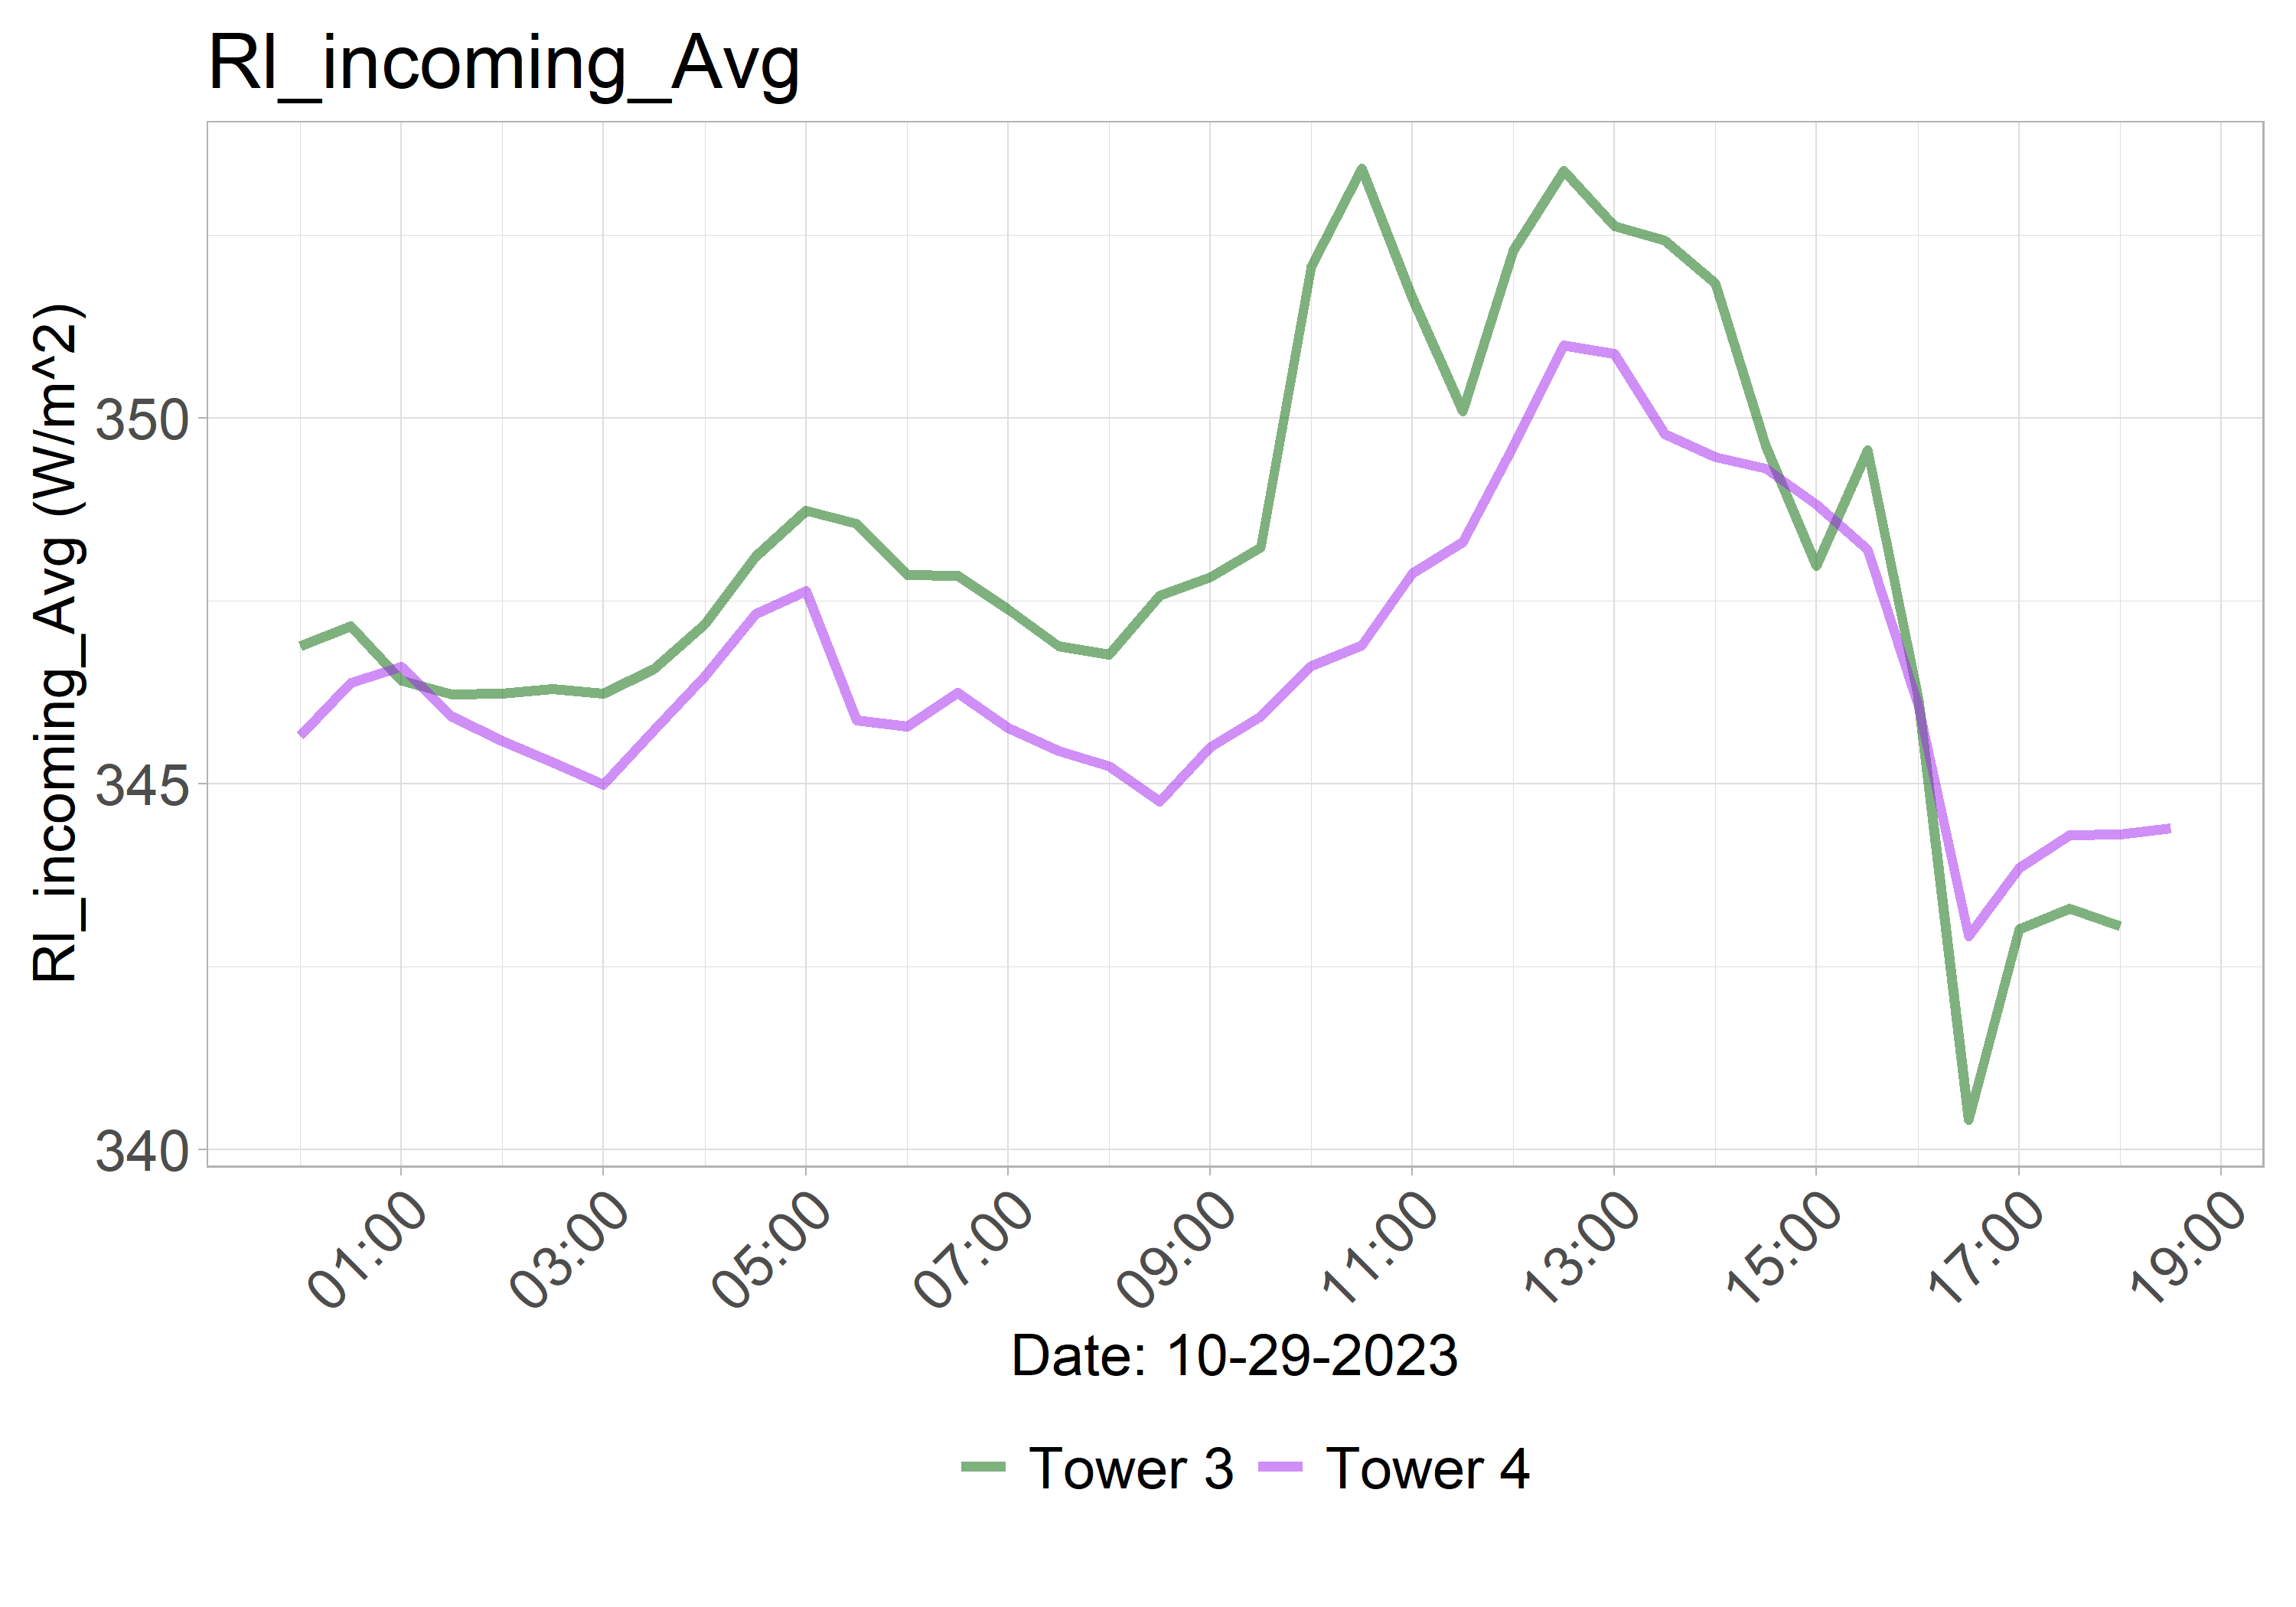 Rl_incoming_Avg
Rl_incoming_Avg (W/m^2)
350
345
340
01:00 03:00 05:00 07:00 09:00 11:00 13:00 15:00 17:00 19:00
Date: 10-29-2023
Tower 3 Tower 4